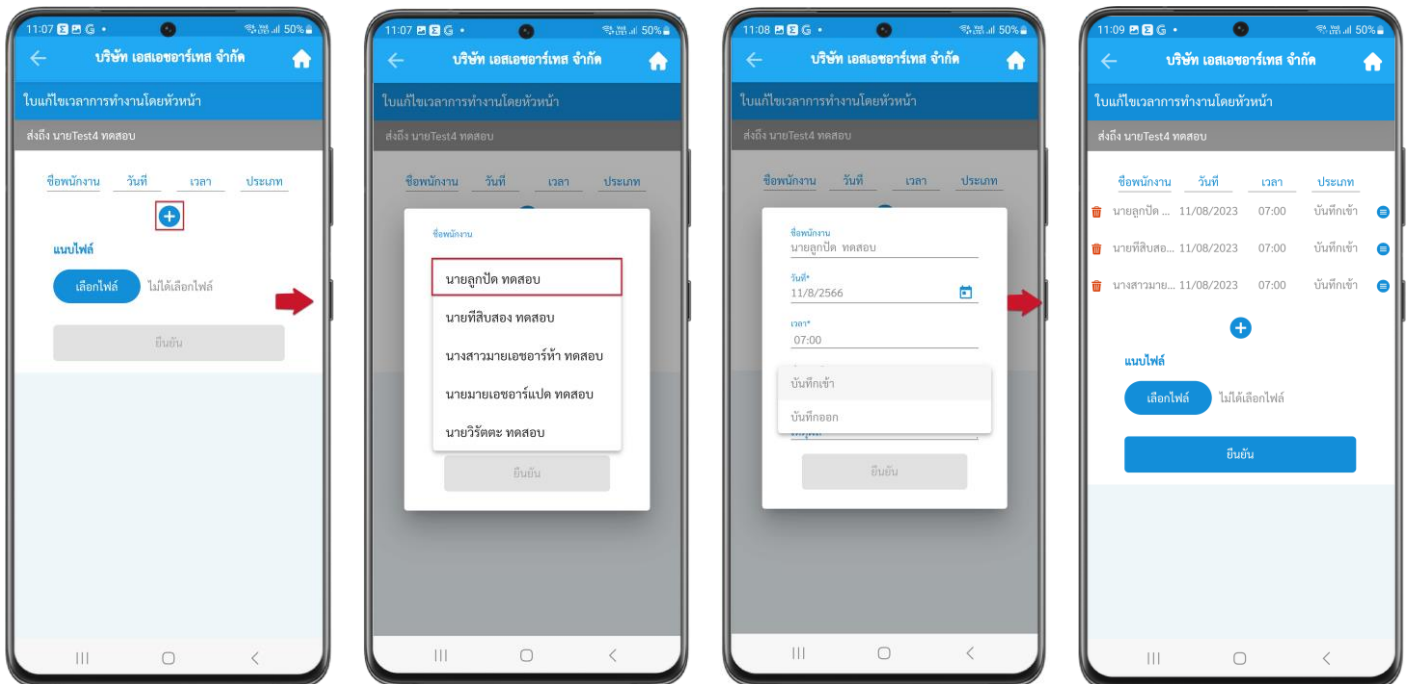 11:07 G • 50%
บริษัท เอสเอชอาร์เทส จำกัด
ใบแก้ไขเวลาการทำงานโดยหัวหน้า
ส่งถึง นายTest4 ทดสอบ
ชื่อพนักงาน วันที่ เวลา ประเภท
แนบไฟล์
เลือกไฟล์ ไม่ได้เลือกไฟล์
ยืนยัน
11:07 G • 50%
บริษัท เอสเอชอาร์เทส จำกัด
ใบแก้ไขเวลาการทำงานโดยหัวหน้า
ส่งถึง นายTest4 ทดสอบ
ชื่อพนักงาน วันที่ เวลา ประเภท
ชื่อพนักงาน
นายลูกปัด ทดสอบ
นายทีสิบสอง ทดสอบ
นางสาวมายเอชอาร์ห้า ทดสอบ
นายมายเอชอาร์แปด ทดสอบ
นายวิรัตตะ ทดสอบ
ยืนยัน
11:08 G • 50%
บริษัท เอสเอชอาร์เทส จำกัด
ใบแก้ไขเวลาการทำงานโดยหัวหน้า
ส่งถึง นายTest4 ทดสอบ
ชื่อพนักงาน วันที่ เวลา ประเภท
ชื่อพนักงาน
นายลูกปัด ทดสอบ
วันที่*
11/8/2566
เวลา*
07:00
บันทึกเข้า
บันทึกออก
ยืนยัน
11:09 G • 50%
บริษัท เอสเอชอาร์เทส จำกัด
ใบแก้ไขเวลาการทำงานโดยหัวหน้า
ส่งถึง นายTest4 ทดสอบ
ชื่อพนักงาน วันที่ เวลา ประเภท
นายลูกปัด ... 11/08/2023 07:00 บันทึกเข้า
นายทีสิบสอ... 11/08/2023 07:00 บันทึกเข้า
นางสาวมาย... 11/08/2023 07:00 บันทึกเข้า
แนบไฟล์
เลือกไฟล์ ไม่ได้เลือกไฟล์
ยืนยัน